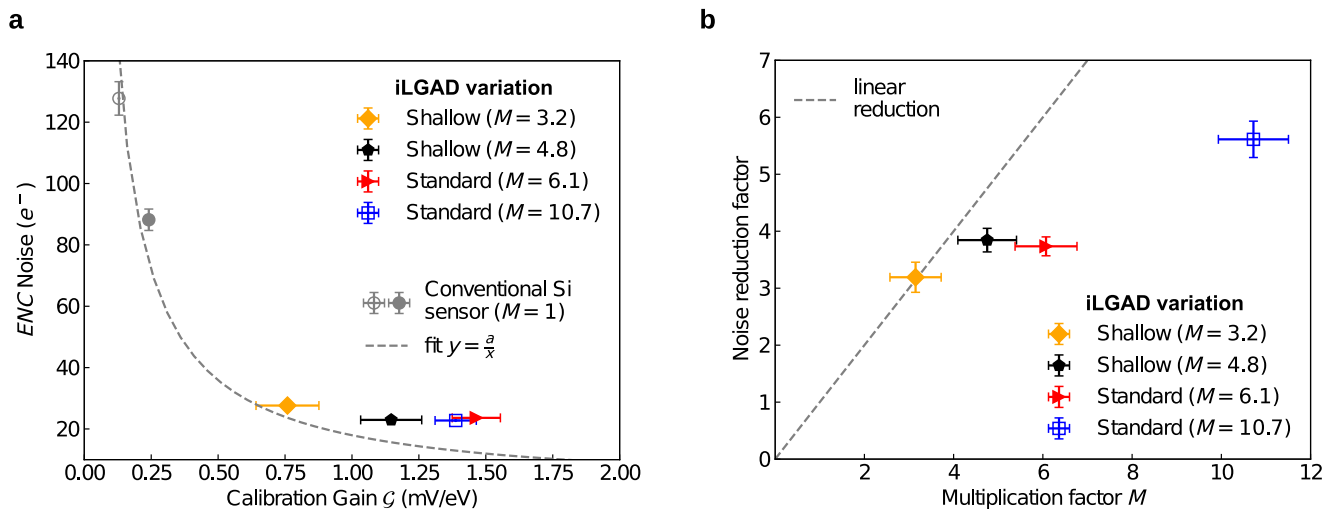 a
140
120
100
80
60
40
20
ENC Noise (e⁻)
0.00 0.25 0.50 0.75 1.00 1.25 1.50 1.75 2.00
Calibration Gain 𝒢 (mV/eV)
iLGAD variation
Shallow (M = 3.2)
Shallow (M = 4.8)
Standard (M = 6.1)
Standard (M = 10.7)
Conventional Si
sensor (M = 1)
fit y = a/x
b
7
6
5
4
3
2
1
0
Noise reduction factor
2 4 6 8 10 12
Multiplication factor M
linear
reduction
iLGAD variation
Shallow (M = 3.2)
Shallow (M = 4.8)
Standard (M = 6.1)
Standard (M = 10.7)